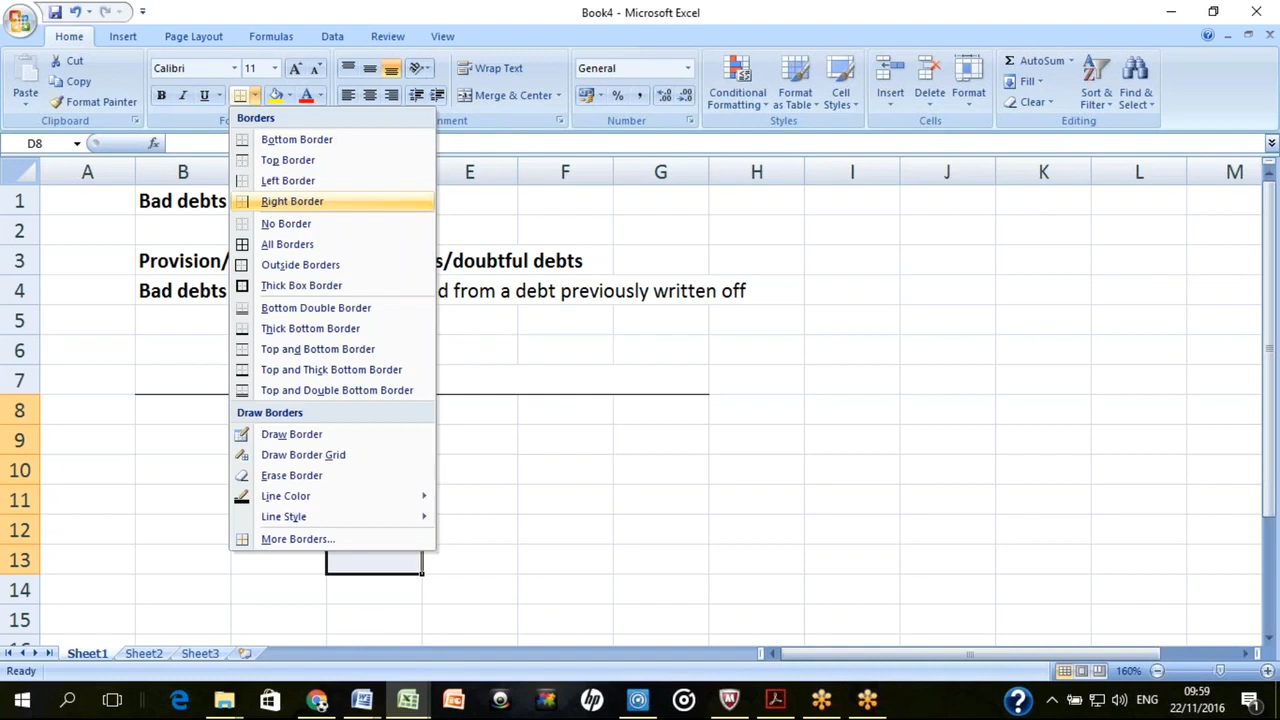 Book4 - Microsoft Excel
Home Insert Page Layout Formulas Data Review View
Cut
Copy
Format Painter
Paste
Clipboard
Calibri 11
B I U
Fo
Wrap Text
Merge & Center
nment
General
% ,
Number
Conditional Formatting
Format as Table
Cell Styles
Styles
Insert Delete Format
Cells
Σ AutoSum
Fill
Clear
Sort & Filter
Find & Select
Editing
D8 fx
A B E F G H I J K L M
1 Bad debts
2
3 Provision/ s/doubtful debts
4 Bad debts d from a debt previously written off
5
6
7
8
9
10
11
12
13
14
15
Borders
Bottom Border
Top Border
Left Border
Right Border
No Border
All Borders
Outside Borders
Thick Box Border
Bottom Double Border
Thick Bottom Border
Top and Bottom Border
Top and Thick Bottom Border
Top and Double Bottom Border
Draw Borders
Draw Border
Draw Border Grid
Erase Border
Line Color
Line Style
More Borders...
Sheet1 Sheet2 Sheet3
Ready 160%
ENG 09:59
22/11/2016